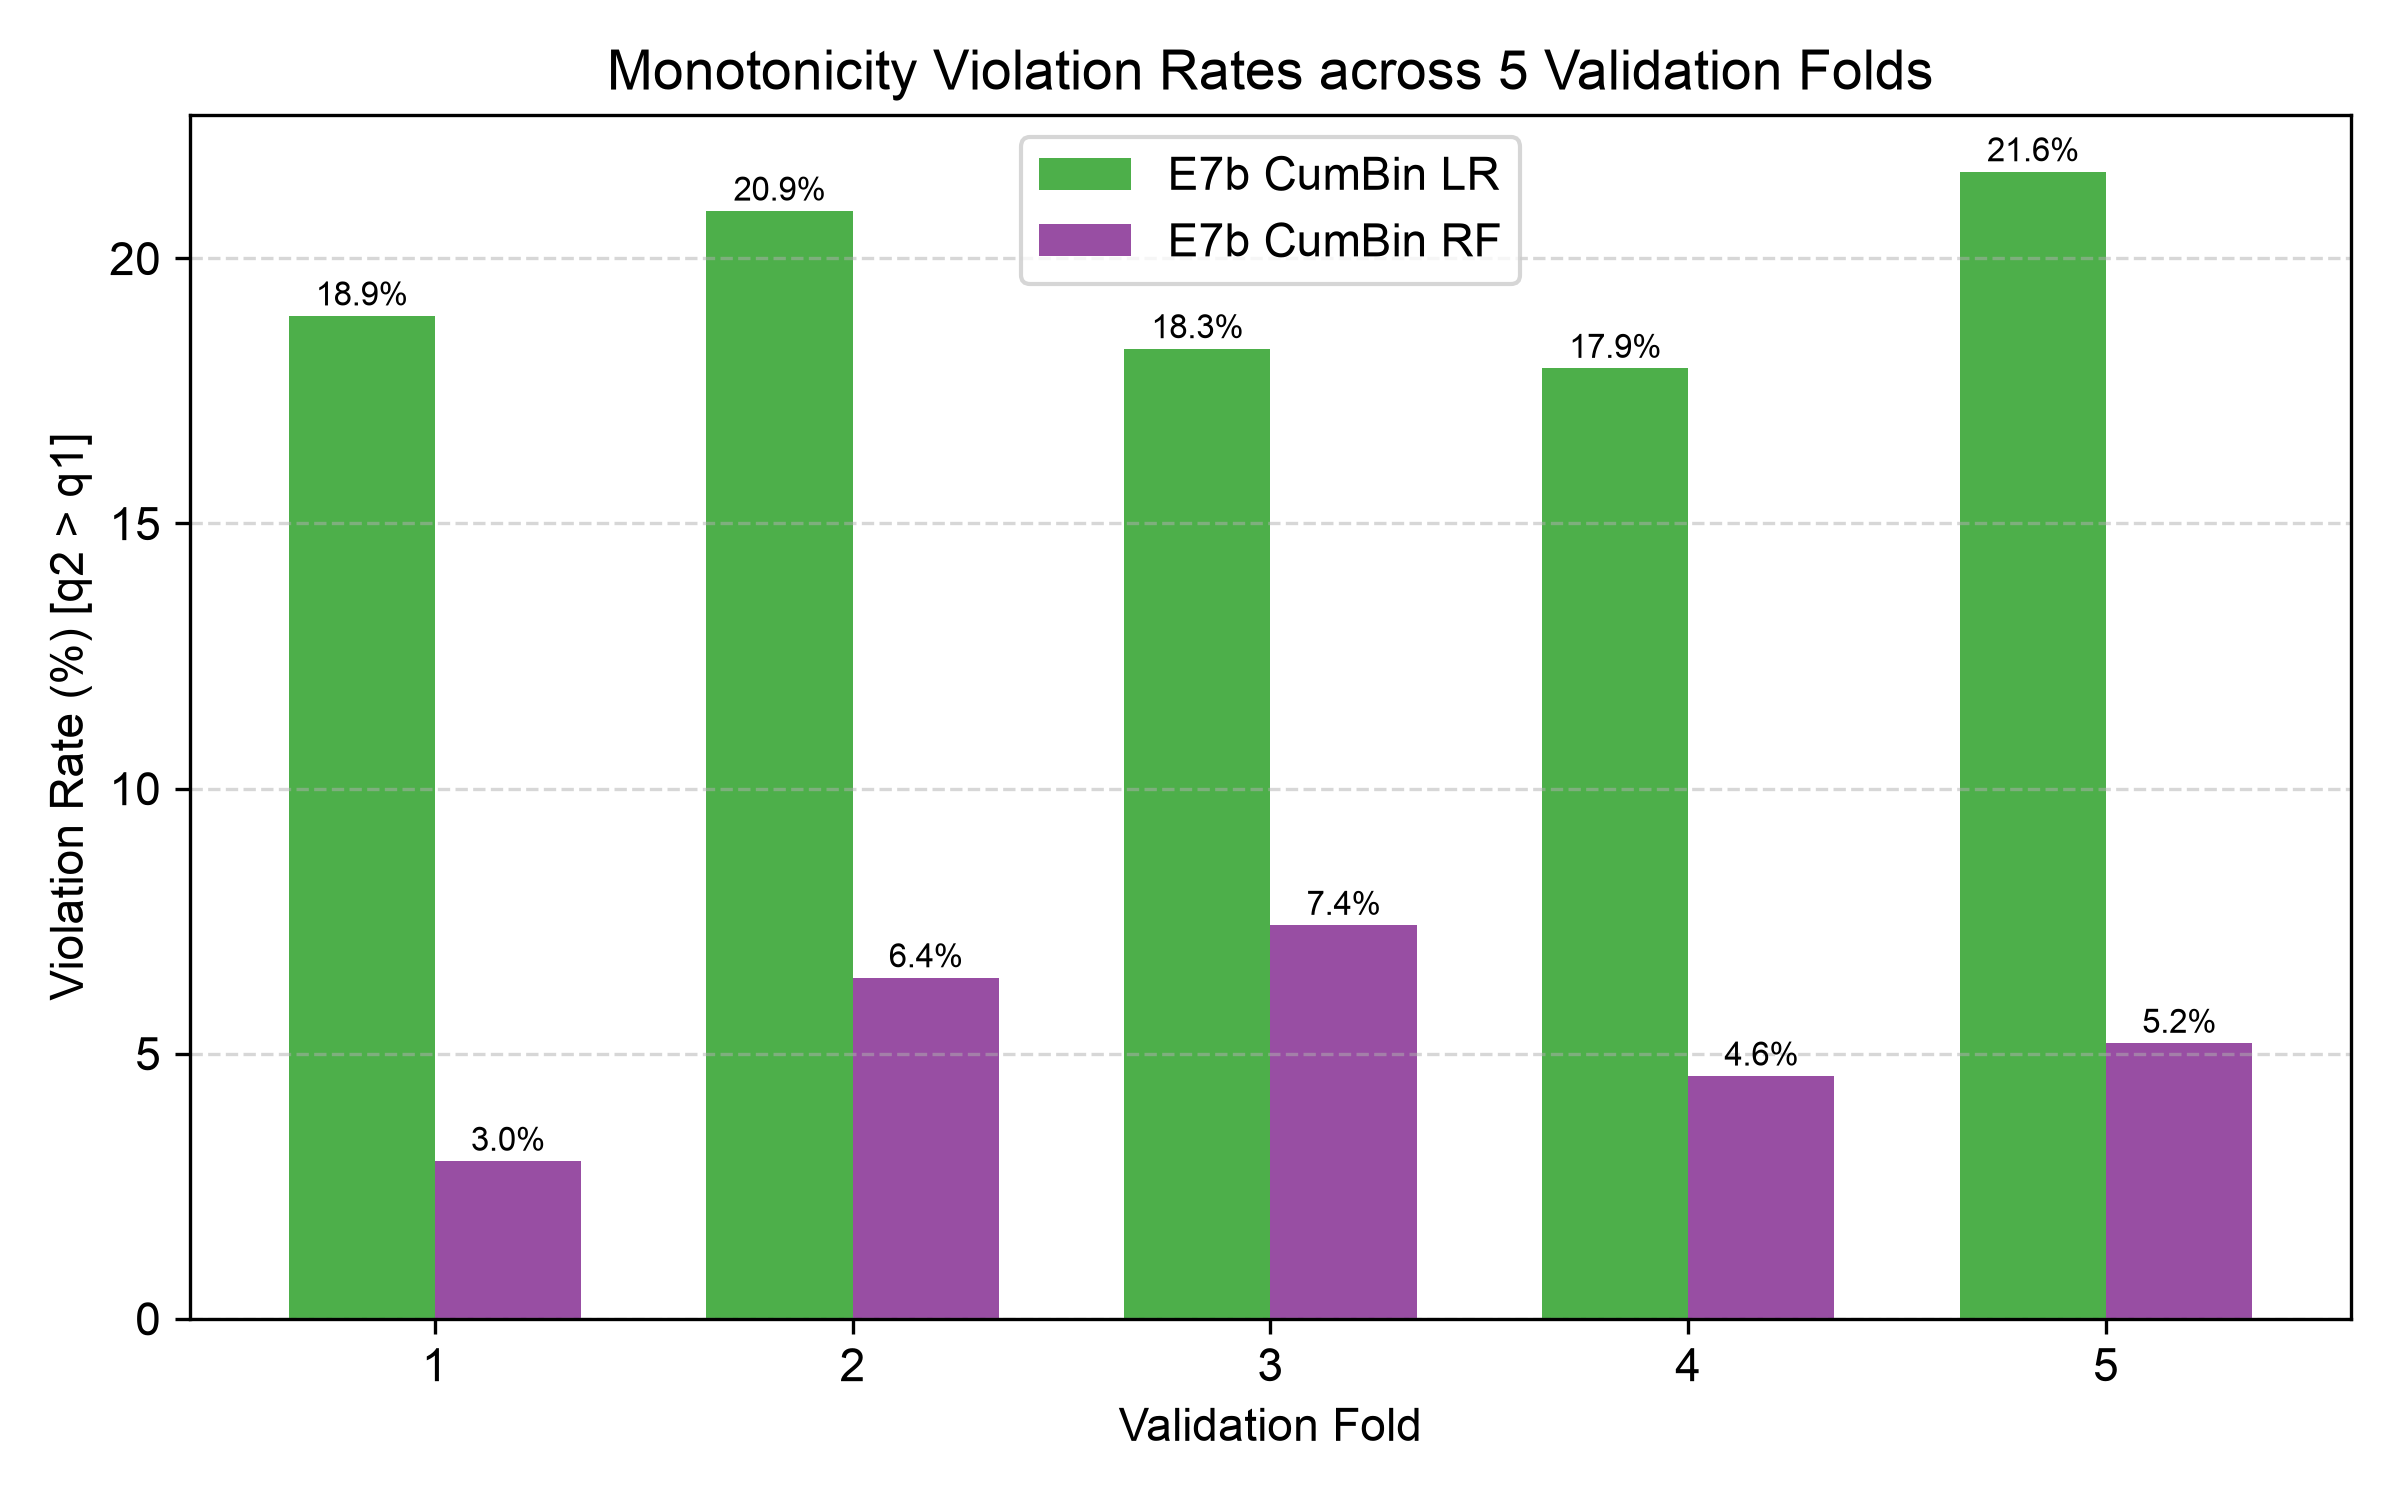 Monotonicity Violation Rates across 5 Validation Folds
E7b CumBin LR
E7b CumBin RF
Violation Rate (%) [q2 > q1]
20
15
10
5
0
18.9%
3.0%
20.9%
6.4%
18.3%
7.4%
17.9%
4.6%
21.6%
5.2%
1 2 3 4 5
Validation Fold